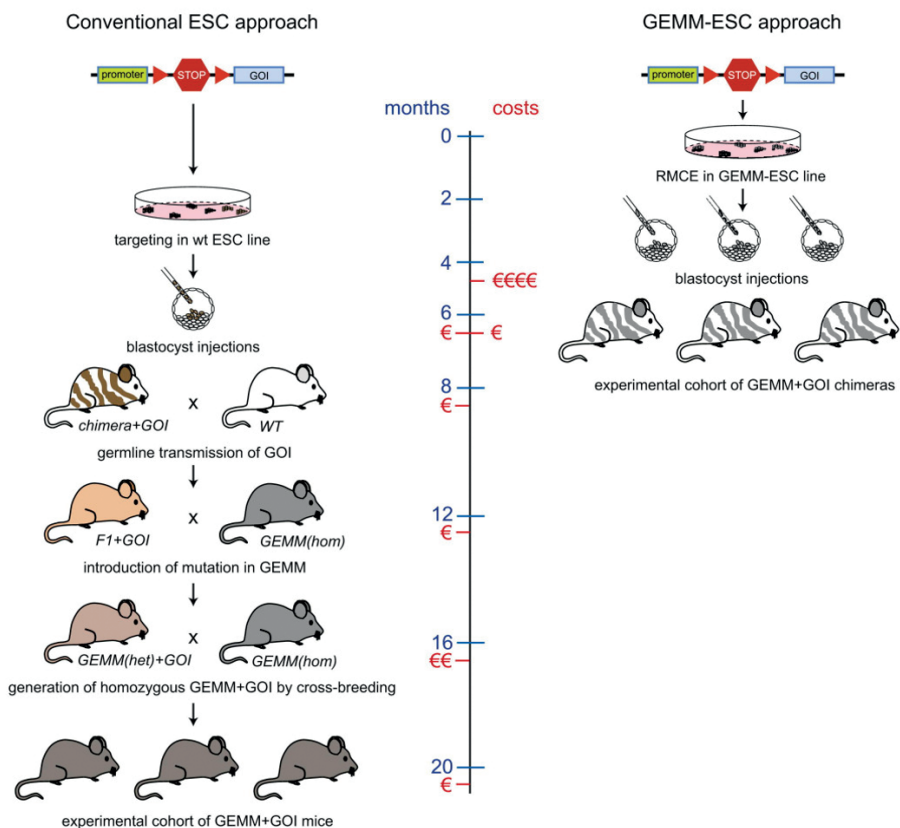 Conventional ESC approach
promoter STOP GOI
targeting in wt ESC line
blastocyst injections
chimera+GOI x WT
germline transmission of GOI
F1+GOI x GEMM(hom)
introduction of mutation in GEMM
GEMM(het)+GOI x GEMM(hom)
generation of homozygous GEMM+GOI by cross-breeding
experimental cohort of GEMM+GOI mice
months costs
0
2
4
€€€€
6
€ €
8
€
12
€
16
€€
20
€
GEMM-ESC approach
promoter STOP GOI
RMCE in GEMM-ESC line
blastocyst injections
experimental cohort of GEMM+GOI chimeras